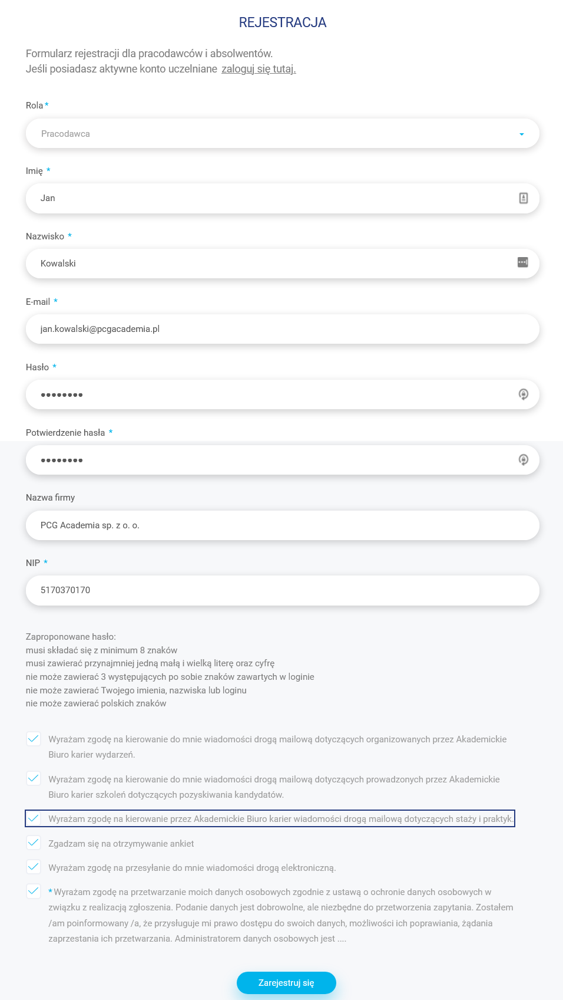 REJESTRACJA
Formularz rejestracji dla pracodawców i absolwentów.
Jeśli posiadasz aktywne konto uczelniane zaloguj się tutaj.
Rola *
Pracodawca
Imię *
Jan
Nazwisko *
Kowalski
E-mail *
jan.kowalski@pcgacademia.pl
Hasło *
••••••••
Potwierdzenie hasła *
••••••••
Nazwa firmy
PCG Academia sp. z o. o.
NIP *
5170370170
Zaproponowane hasło:
musi składać się z minimum 8 znaków
musi zawierać przynajmniej jedną małą i wielką literę oraz cyfrę
nie może zawierać 3 występujących po sobie znaków zawartych w loginie
nie może zawierać Twojego imienia, nazwiska lub loginu
nie może zawierać polskich znaków
Wyrażam zgodę na kierowanie do mnie wiadomości drogą mailową dotyczących organizowanych przez Akademickie
Biuro karier wydarzeń.
Wyrażam zgodę na kierowanie do mnie wiadomości drogą mailową dotyczących prowadzonych przez Akademickie
Biuro karier szkoleń dotyczących pozyskiwania kandydatów.
Wyrażam zgodę na kierowanie przez Akademickie Biuro karier wiadomości drogą mailową dotyczących staży i praktyk.
Zgadzam się na otrzymywanie ankiet
Wyrażam zgodę na przesyłanie do mnie wiadomości drogą elektroniczną.
* Wyrażam zgodę na przetwarzanie moich danych osobowych zgodnie z ustawą o ochronie danych osobowych w
związku z realizacją zgłoszenia. Podanie danych jest dobrowolne, ale niezbędne do przetworzenia zapytania. Zostałem
/am poinformowany /a, że przysługuje mi prawo dostępu do swoich danych, możliwości ich poprawiania, żądania
zaprzestania ich przetwarzania. Administratorem danych osobowych jest ....
Zarejestruj się